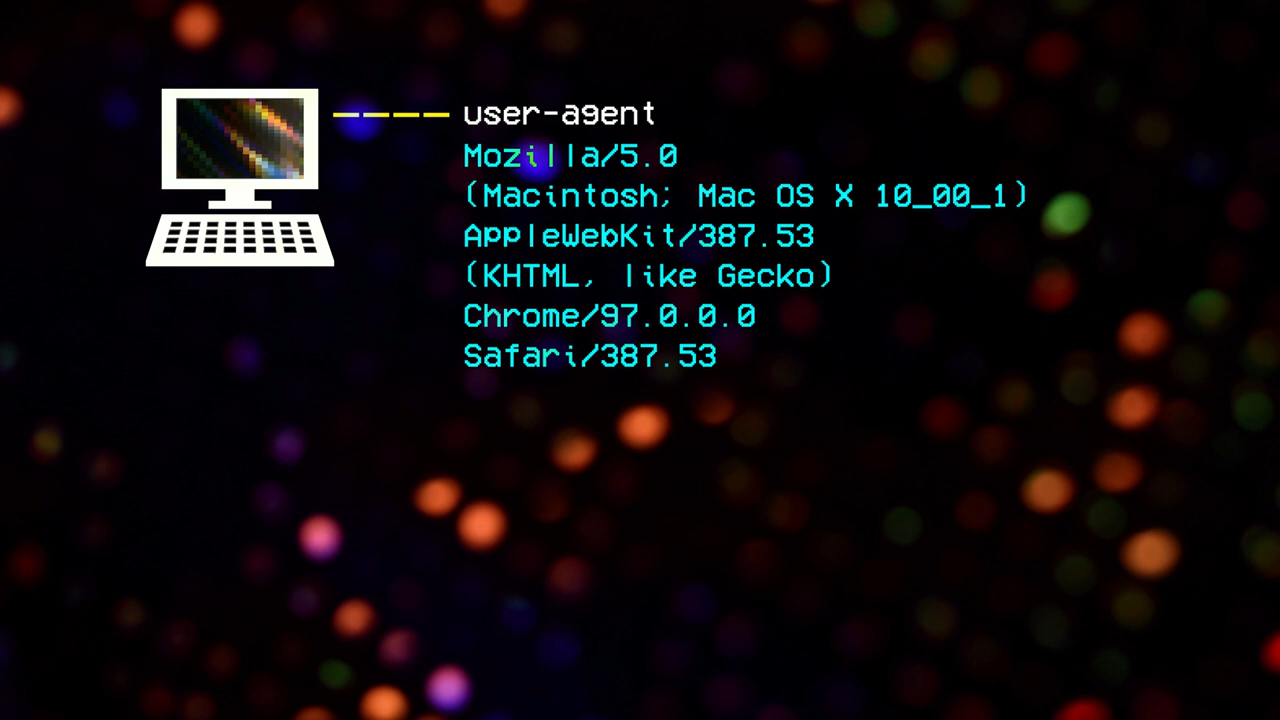 user-agent
Mozilla/5.0
(Macintosh; Mac OS X 10_00_1)
AppleWebKit/387.53
(KHTML, like Gecko)
Chrome/97.0.0.0
Safari/387.53